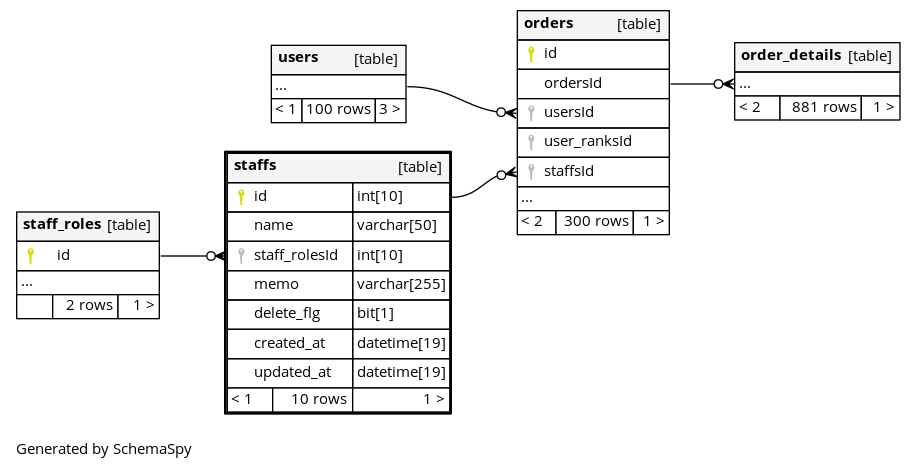 users [table]
...
< 1 100 rows 3 >
orders [table]
id
ordersId
usersId
user_ranksId
staffsId
...
< 2 300 rows 1 >
order_details [table]
...
< 2 881 rows 1 >
staffs [table]
id int[10]
name varchar[50]
staff_rolesId int[10]
memo varchar[255]
delete_flg bit[1]
created_at datetime[19]
updated_at datetime[19]
< 1 10 rows 1 >
staff_roles [table]
id
...
2 rows 1 >
Generated by SchemaSpy